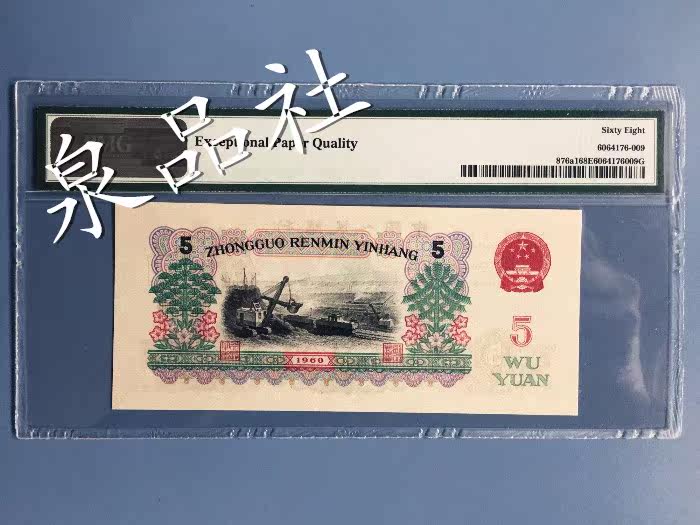 泉品社
PMG
Exceptional Paper Quality
Sixty Eight
6064176-009
876a168E6064176009G
5
ZHONGGUO RENMIN YINHANG
5
1960
5
WU
YUAN